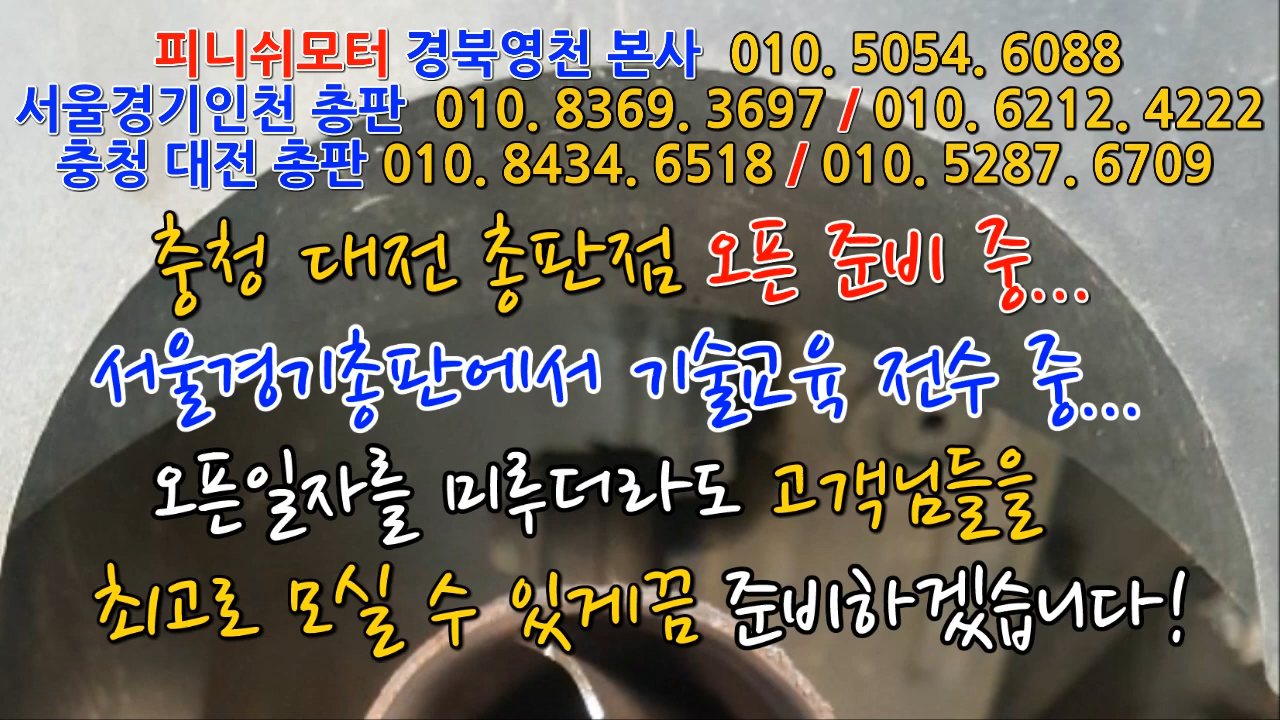 피니쉬모터 경북영천 본사 010. 5054. 6088
서울경기인천 총판 010. 8369. 3697 / 010. 6212. 4222
충청 대전 총판 010. 8434. 6518 / 010. 5287. 6709
충청 대전 총판점 오픈 준비 중...
서울경기총판에서 기술교육 전수 중...
오픈일자를 미루더라도 고객님들을
최고로 모실 수 있게끔 준비하겠습니다!